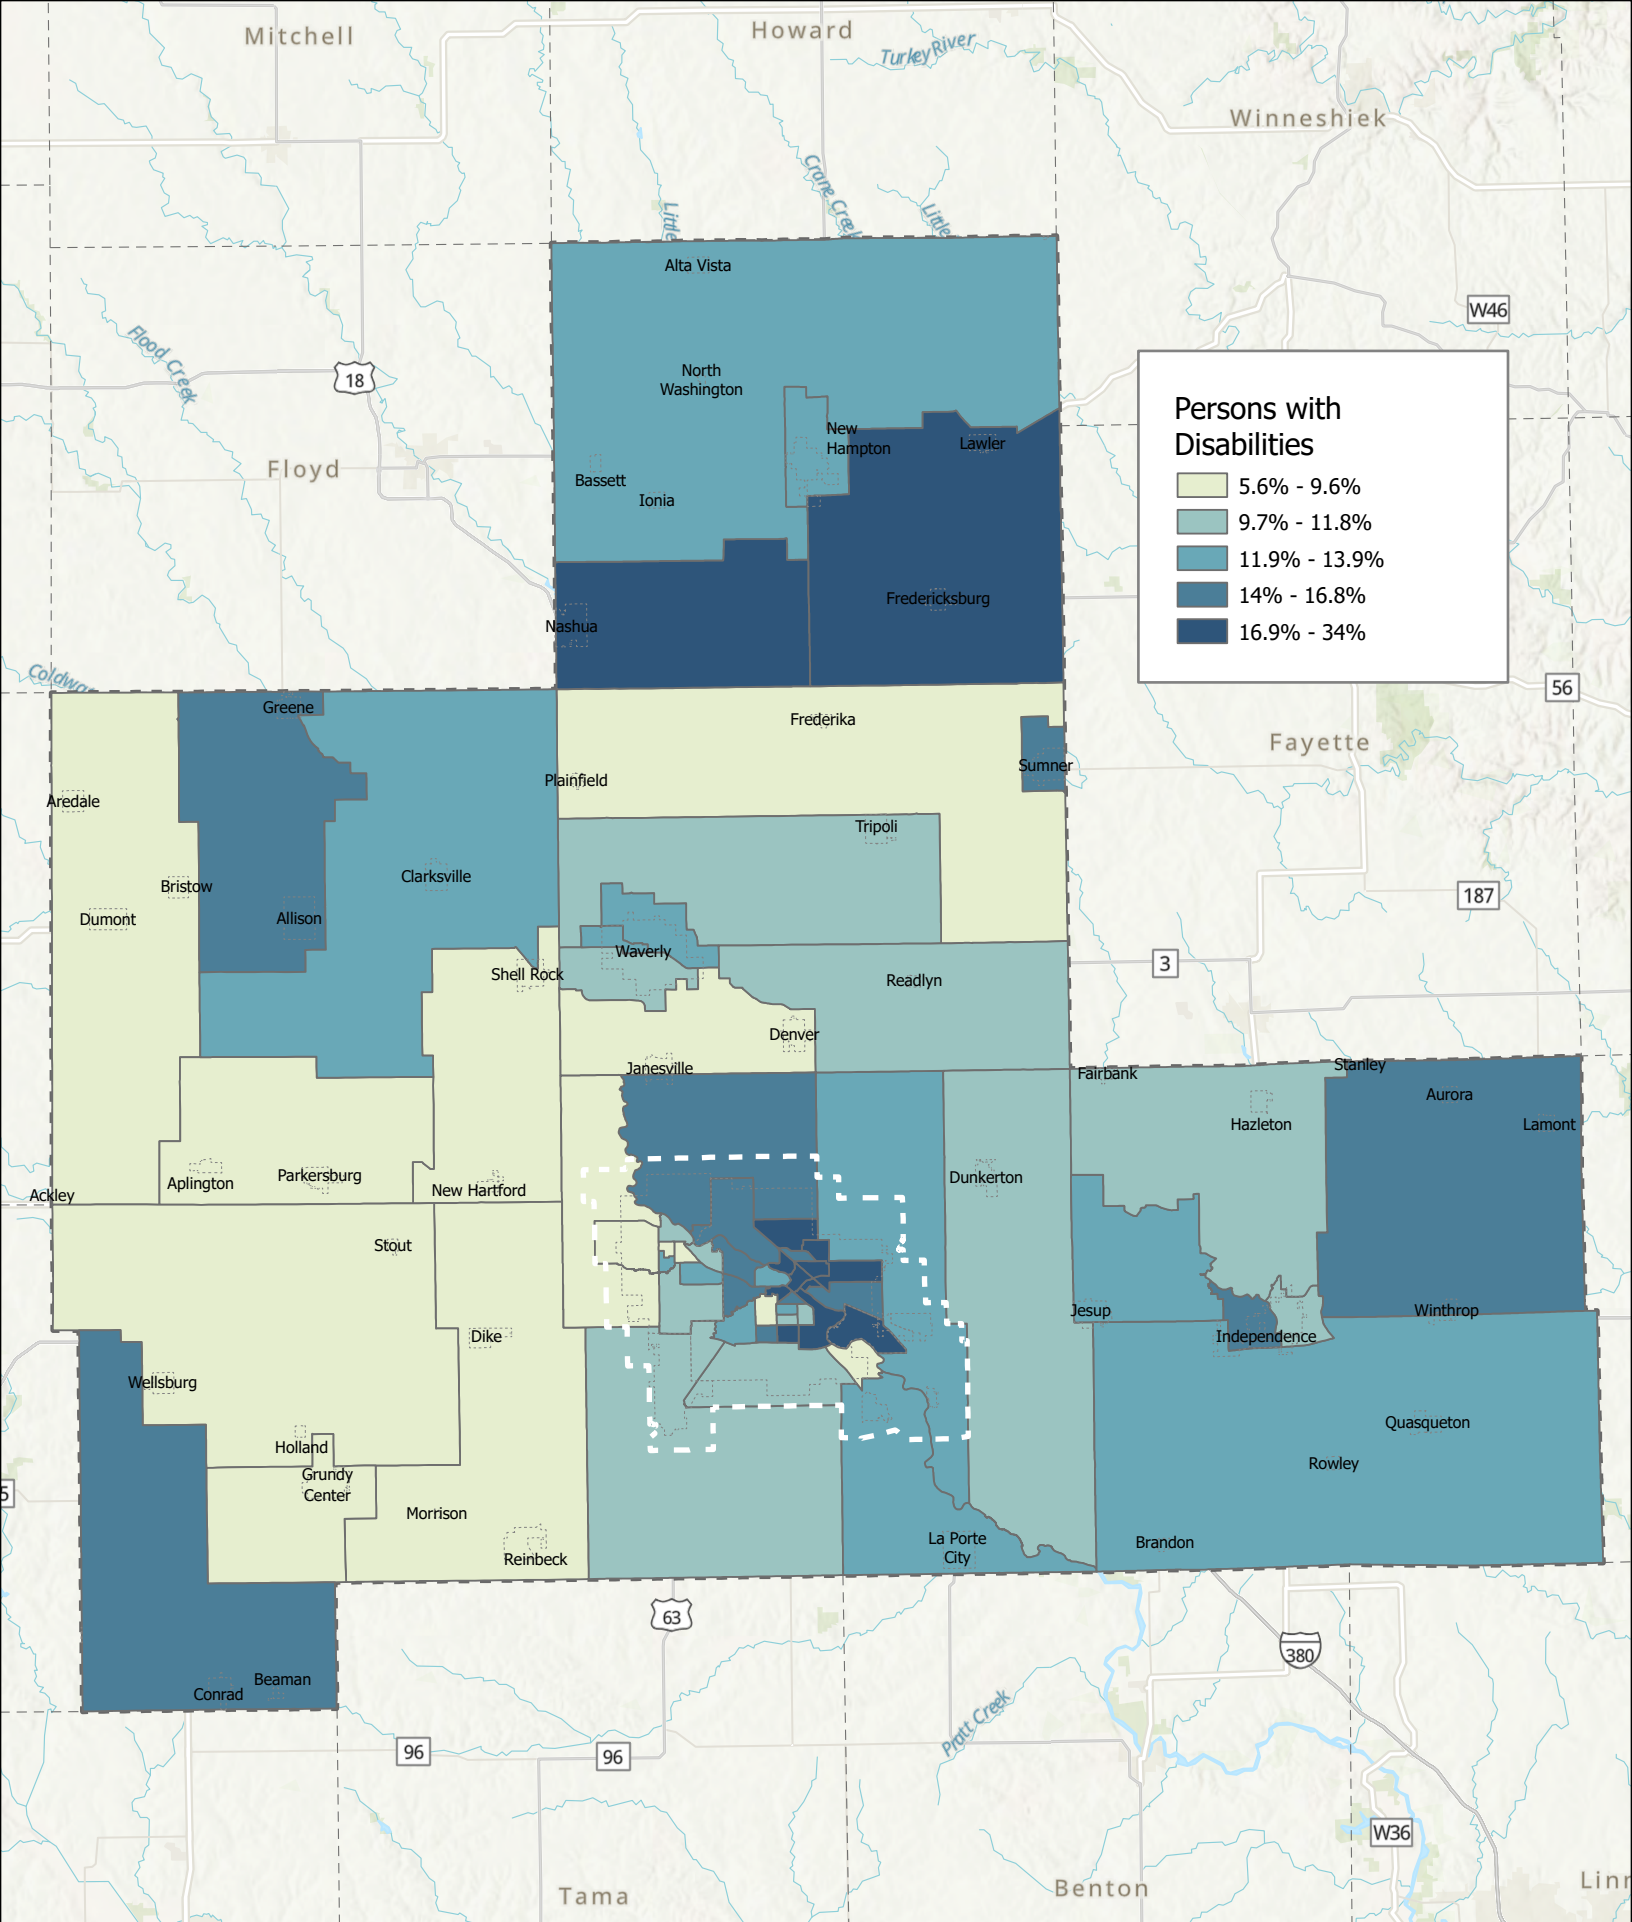 Mitchell
Howard
Turkey River
Winneshiek
Crane Creek
Little
Little
Alta Vista
W46
Flood Creek
18
North
Washington
Persons with
Disabilities
5.6% - 9.6%
9.7% - 11.8%
11.9% - 13.9%
14% - 16.8%
16.9% - 34%
New
Hampton
Lawler
Floyd
Bassett
Ionia
Fredericksburg
Nashua
Coldwa
56
Greene
Frederika
Fayette
Sumner
Plainfield
Aredale
Tripoli
Clarksville
Bristow
187
Dumont
Allison
Waverly
3
Shell Rock
Readlyn
Denver
Janesville
Fairbank
Stanley
Aurora
Hazleton
Lamont
Aplington
Parkersburg
Dunkerton
New Hartford
Ackley
Stout
Jesup
Winthrop
Independence
Dike
Wellsburg
Quasqueton
Holland
Rowley
Grundy
Center
5
Morrison
La Porte
City
Brandon
Reinbeck
63
380
Conrad
Beaman
Pratt Creek
96
96
W36
Tama
Benton
Linn